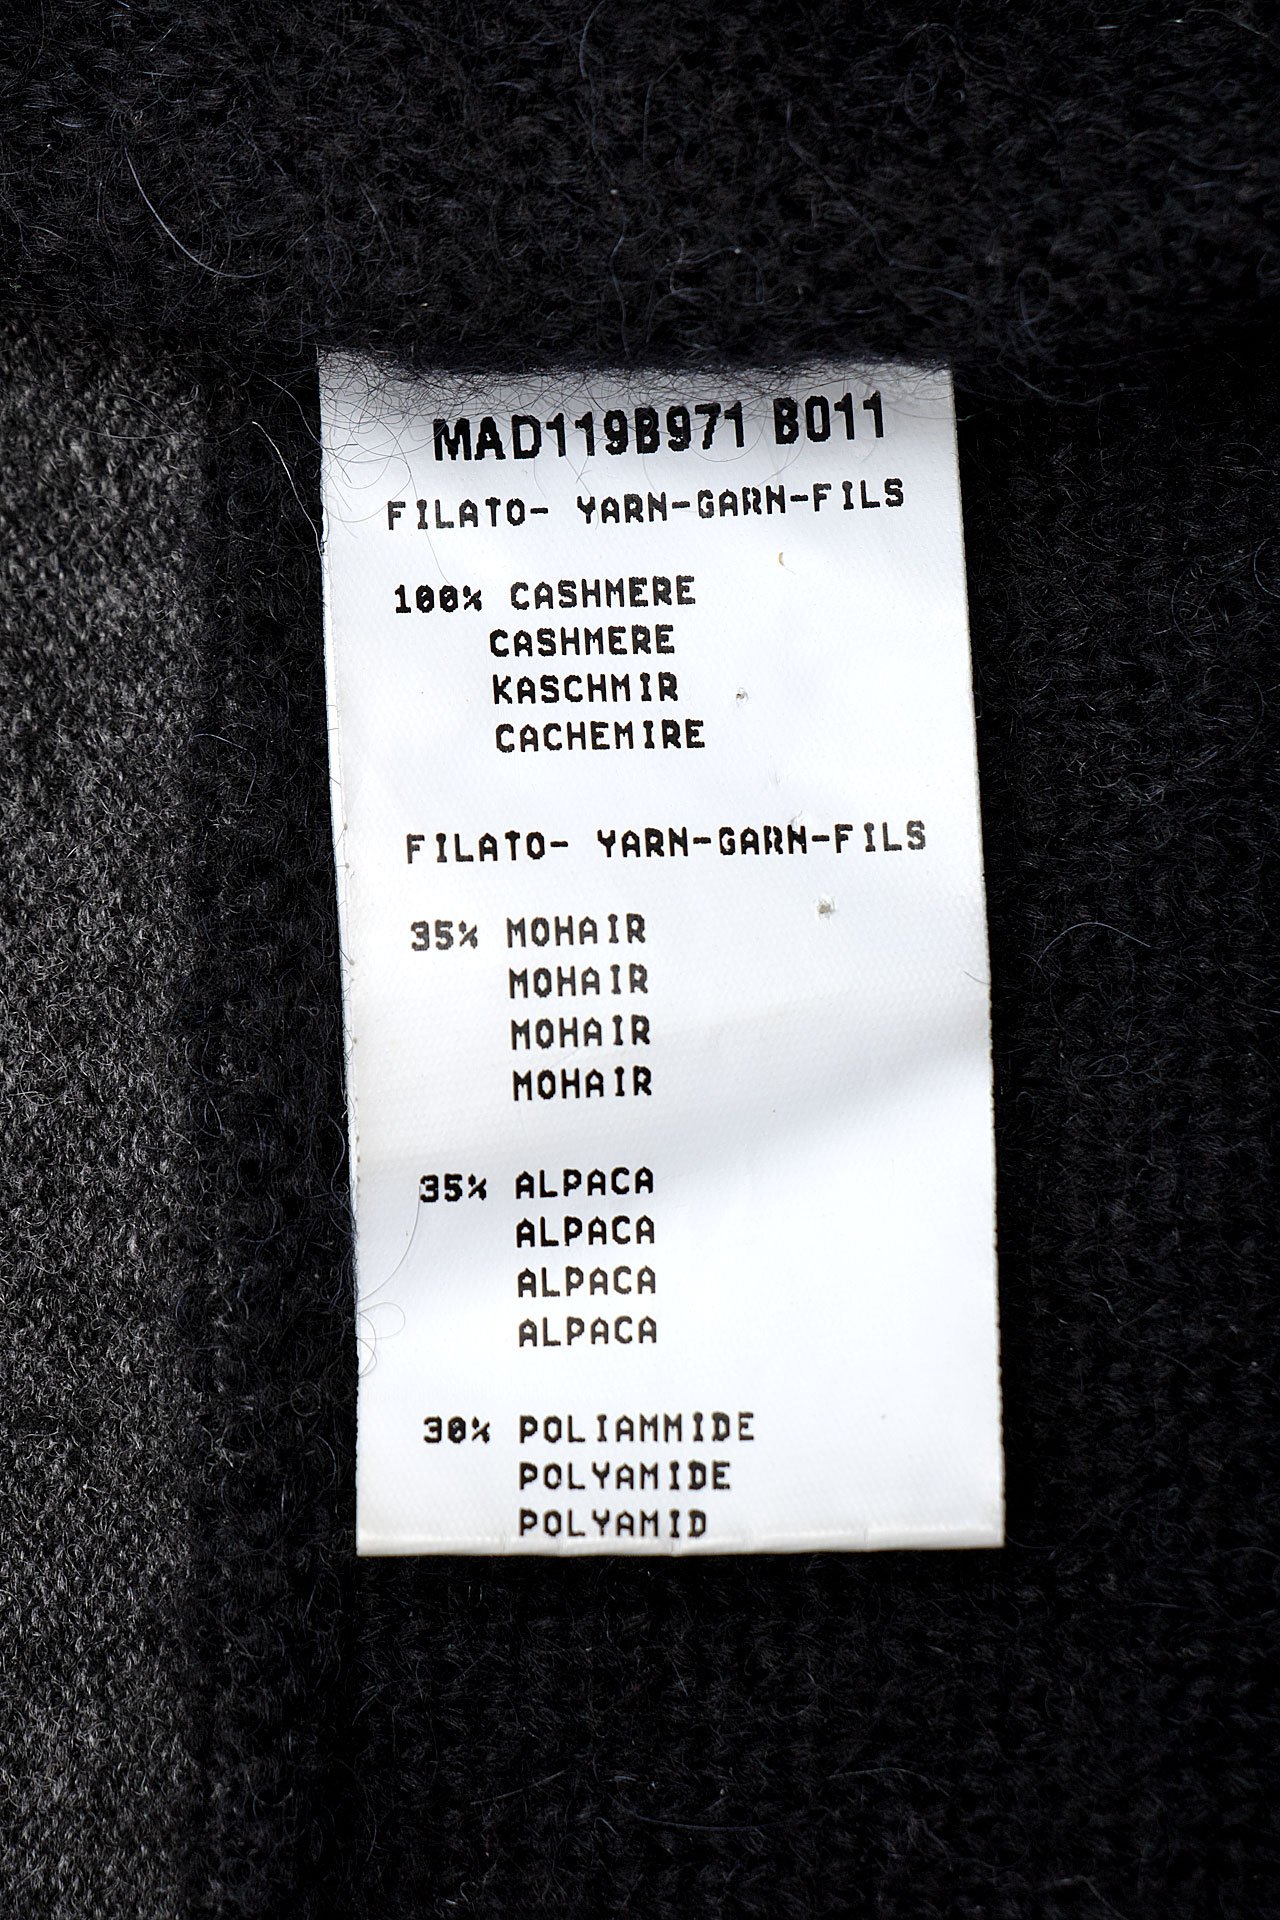 MAD119B971 B011
FILATO- YARN-GARN-FILS
100% CASHMERE
CASHMERE
KASCHMIR
CACHEMIRE
FILATO- YARN-GARN-FILS
35% MOHAIR
MOHAIR
MOHAIR
MOHAIR
35% ALPACA
ALPACA
ALPACA
ALPACA
30% POLIAMMIDE
POLYAMIDE
POLYAMID